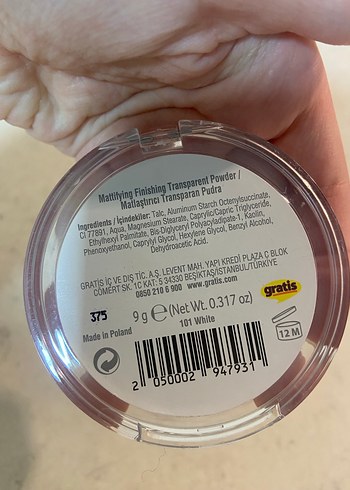 Mattifying Finishing Transparent Powder /
Matlaştırıcı Transparan Pudra
Ingredients / İçindekiler: Talc, Aluminum Starch Octenylsuccinate,
CI 77891, Aqua, Magnesium Stearate, Caprylic/Capric Triglyceride,
Ethylhexyl Palmitate, Bis-Diglyceryl Polyacyladipate-1, Kaolin,
Phenoxyethanol, Caprylyl Glycol, Hexylene Glycol, Benzyl Alcohol,
Dehydroacetic Acid.
GRATİS İÇ VE DIŞ TİC. A.Ş. LEVENT MAH. YAPI KREDİ PLAZA Ç BLOK
CÖMERT SK. 1C KAT: 5 34330 BEŞİKTAŞ/İSTANBUL/TÜRKİYE
0850 210 6 900 www.gratis.com
gratis
375
9 g ℮ (Net Wt. 0.317 oz)
101 White
Made in Poland
12 M
2 050002 947931